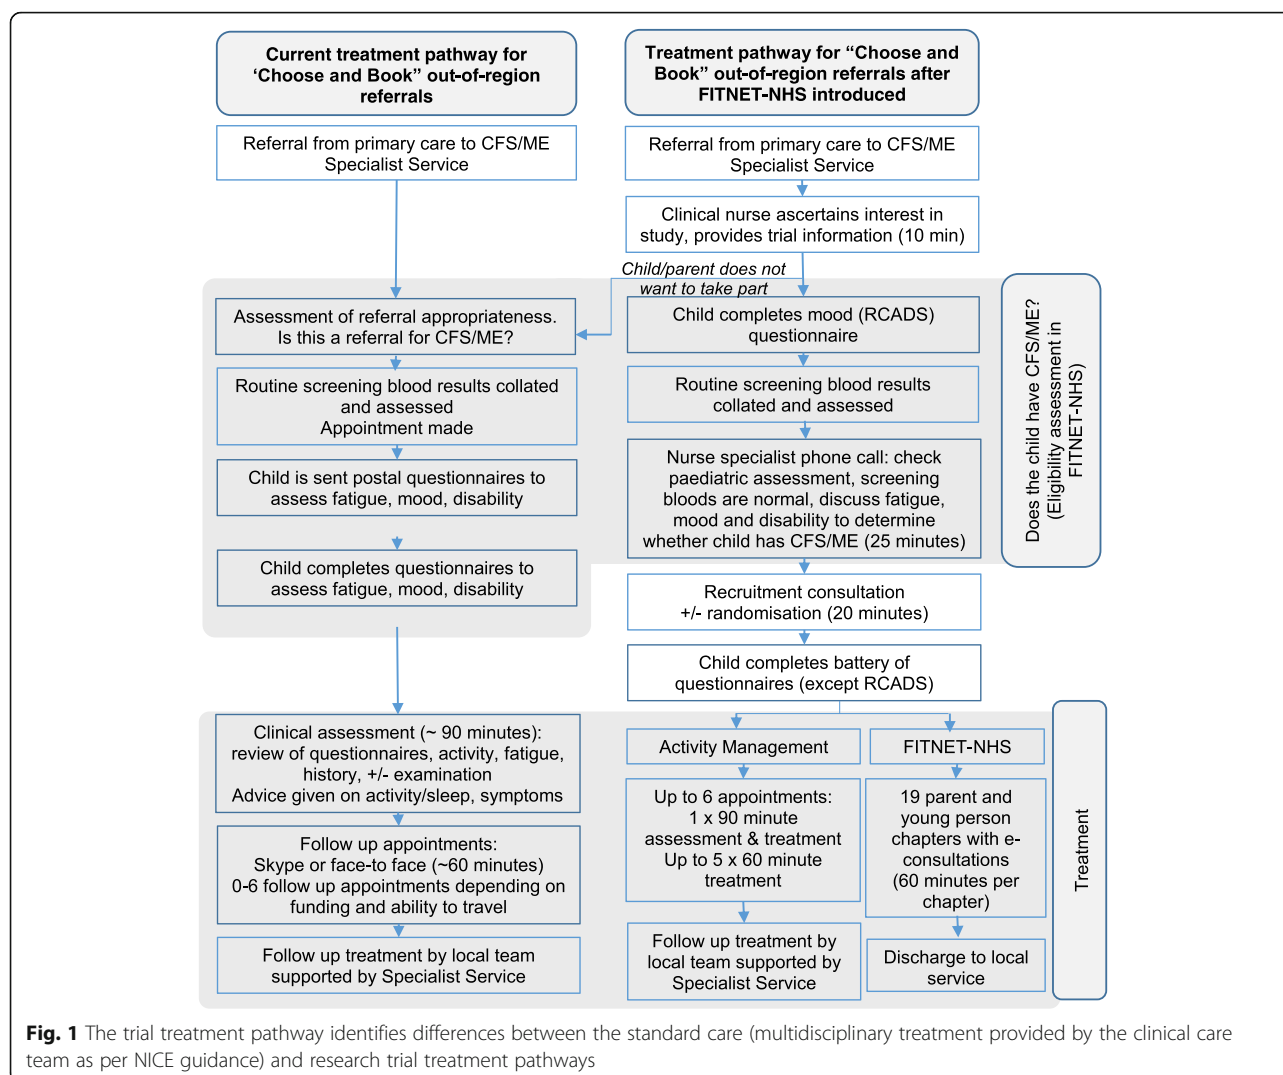 Current treatment pathway for
‘Choose and Book” out-of-region
referrals
Referral from primary care to CFS/ME
Specialist Service
Assessment of referral appropriateness.
Is this a referral for CFS/ME?
Routine screening blood results collated
and assessed
Appointment made
Child is sent postal questionnaires to
assess fatigue, mood, disability
Child completes questionnaires to
assess fatigue, mood, disability
Clinical assessment (~ 90 minutes):
review of questionnaires, activity, fatigue,
history, +/- examination
Advice given on activity/sleep, symptoms
Follow up appointments:
Skype or face-to face (~60 minutes)
0-6 follow up appointments depending on
funding and ability to travel
Follow up treatment by local team
supported by Specialist Service
Treatment pathway for “Choose and
Book” out-of-region referrals after
FITNET-NHS introduced
Referral from primary care to CFS/ME
Specialist Service
Clinical nurse ascertains interest in
study, provides trial information (10 min)
Child/parent does not
want to take part
Child completes mood (RCADS)
questionnaire
Routine screening blood results
collated and assessed
Nurse specialist phone call: check
paediatric assessment, screening
bloods are normal, discuss fatigue,
mood and disability to determine
whether child has CFS/ME (25 minutes)
Recruitment consultation
+/- randomisation (20 minutes)
Child completes battery of
questionnaires (except RCADS)
Activity Management
Up to 6 appointments:
1 x 90 minute
assessment & treatment
Up to 5 x 60 minute
treatment
Follow up treatment by
local team supported by
Specialist Service
FITNET-NHS
19 parent and
young person
chapters with e-
consultations
(60 minutes per
chapter)
Discharge to local
service
Does the child have CFS/ME?
(Eligibility assessment in
FITNET-NHS)
Treatment
Fig. 1 The trial treatment pathway identifies differences between the standard care (multidisciplinary treatment provided by the clinical care
team as per NICE guidance) and research trial treatment pathways